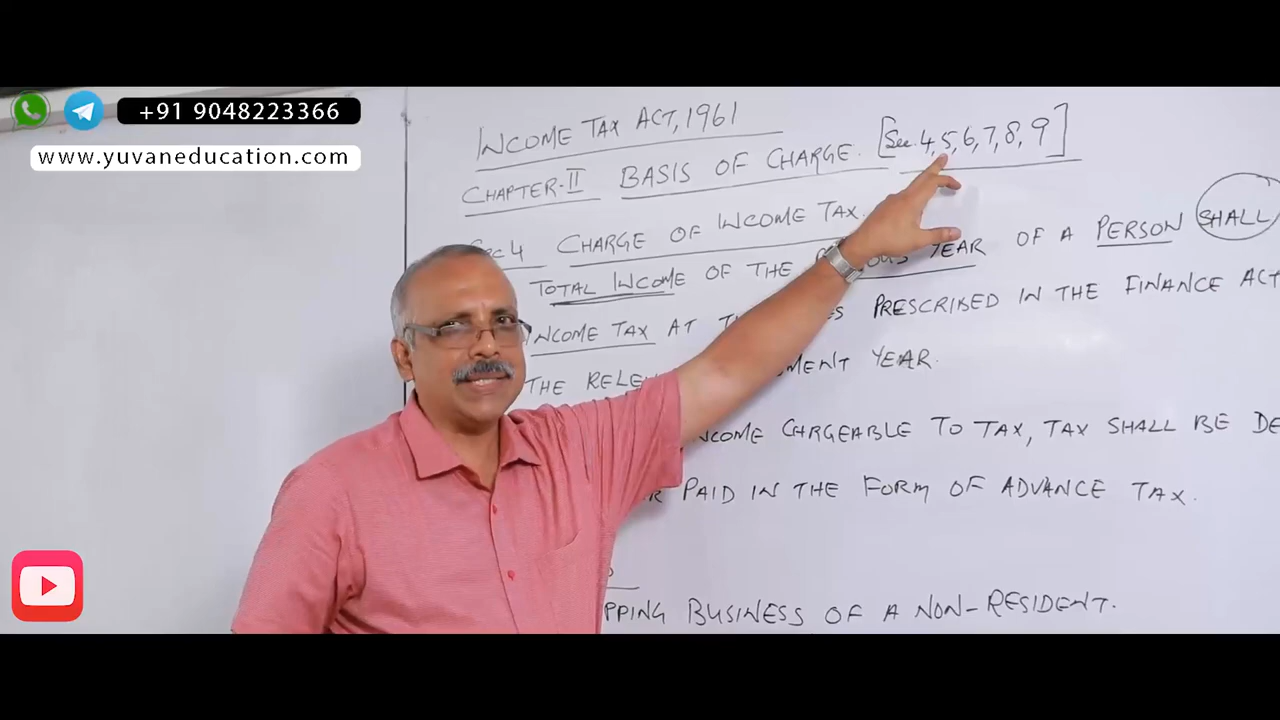 +91 9048223366
www.yuvaneducation.com
INCOME TAX ACT, 1961
CHAPTER-II BASIS OF CHARGE. [Sec. 4, 5, 6, 7, 8, 9]
4 CHARGE OF INCOME TAX.
TOTAL INCOME OF THE YEAR OF A PERSON SHALL
INCOME TAX AT PRESCRIBED IN THE FINANCE ACT
THE YEAR.
CHARGEABLE TO TAX, TAX SHALL BE DE
PAID IN THE FORM OF ADVANCE TAX.
PPING BUSINESS OF A NON-RESIDENT.